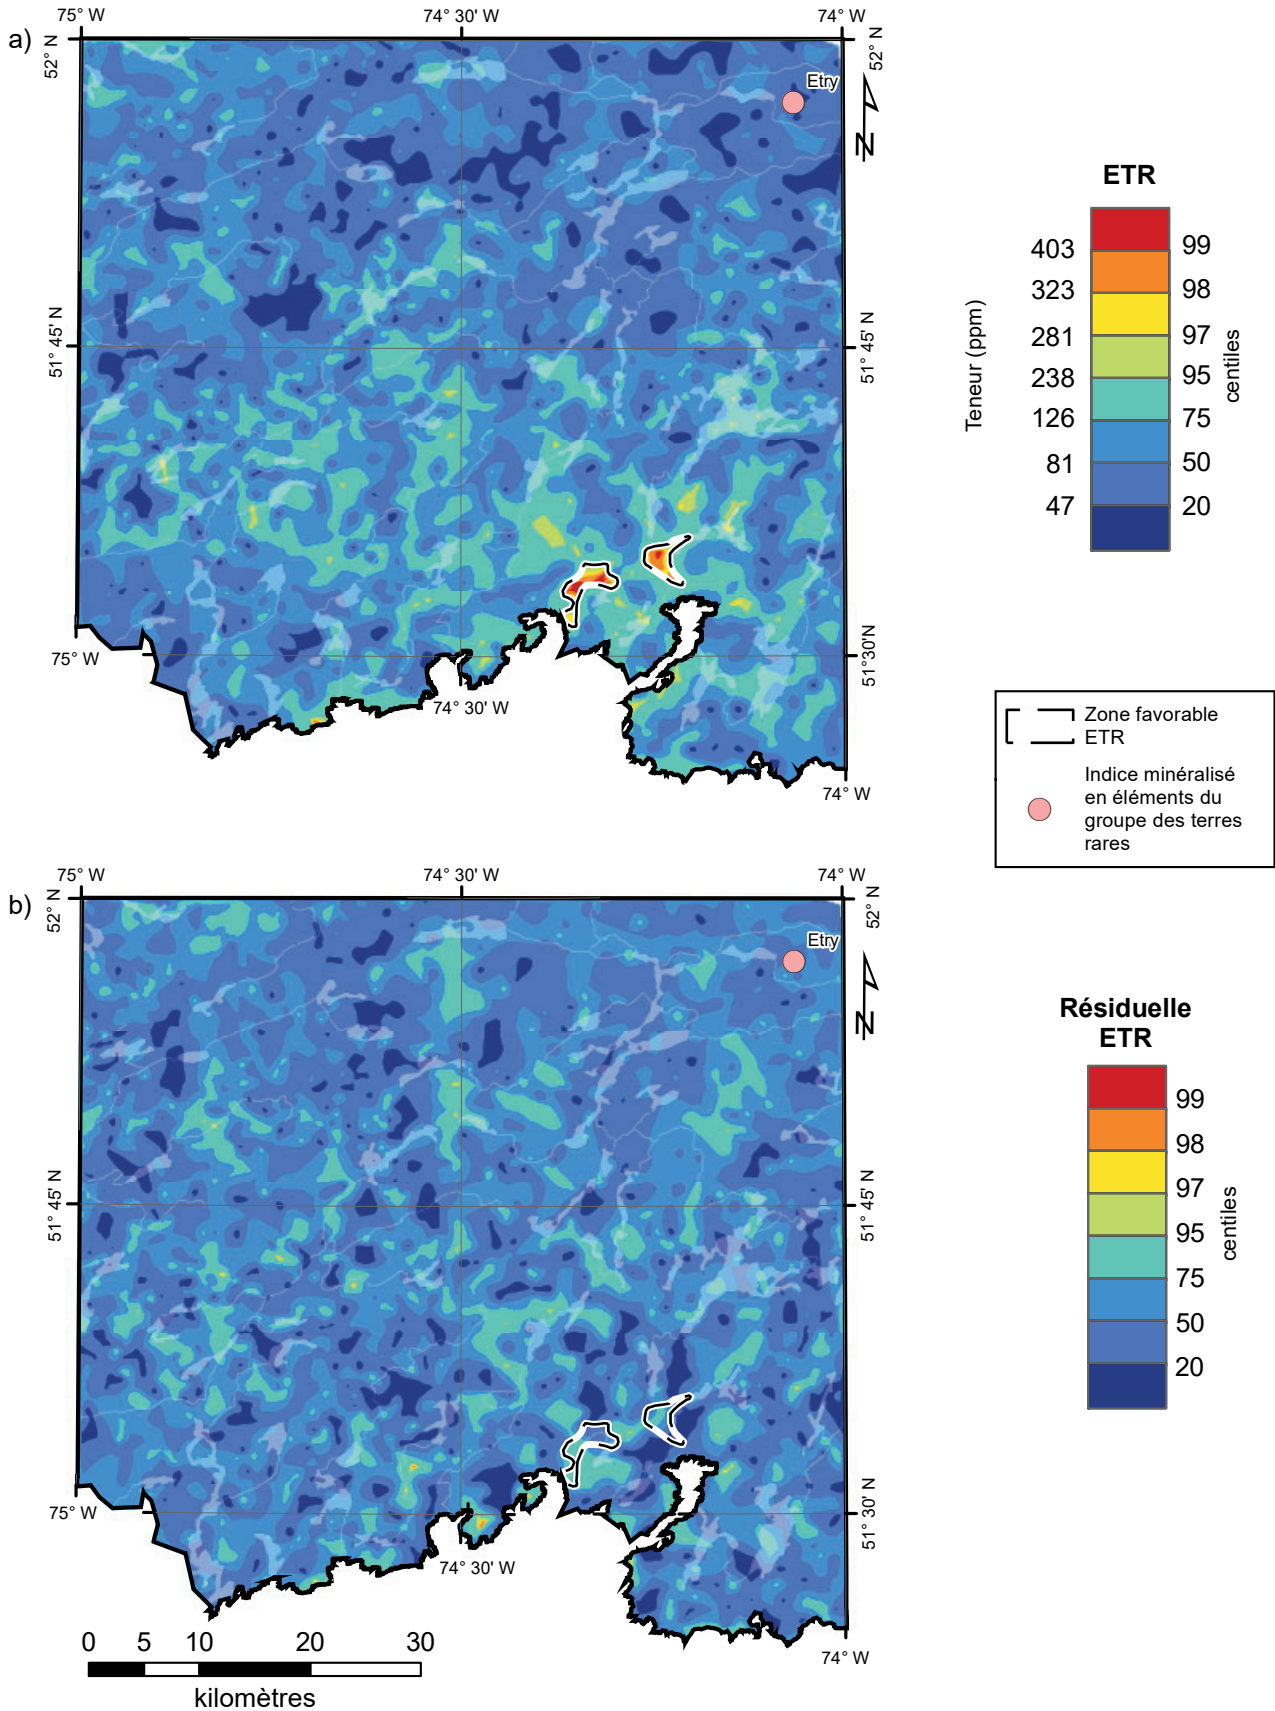 a)
75° W
74° 30' W
74° W
52° N
52° N
Etry
N
51° 45' N
51° 45' N
75° W
74° 30' W
51°30'N
74° W
ETR
Teneur (ppm)
403
323
281
238
126
81
47
99
98
97
95
75
50
20
centiles
Zone favorable
ETR
Indice minéralisé
en éléments du
groupe des terres
rares
b)
75° W
74° 30' W
74° W
52° N
52° N
Etry
N
51° 45' N
51° 45' N
75° W
74° 30' W
51° 30' N
74° W
Résiduelle
ETR
99
98
97
95
75
50
20
centiles
0 5 10 20 30
kilomètres